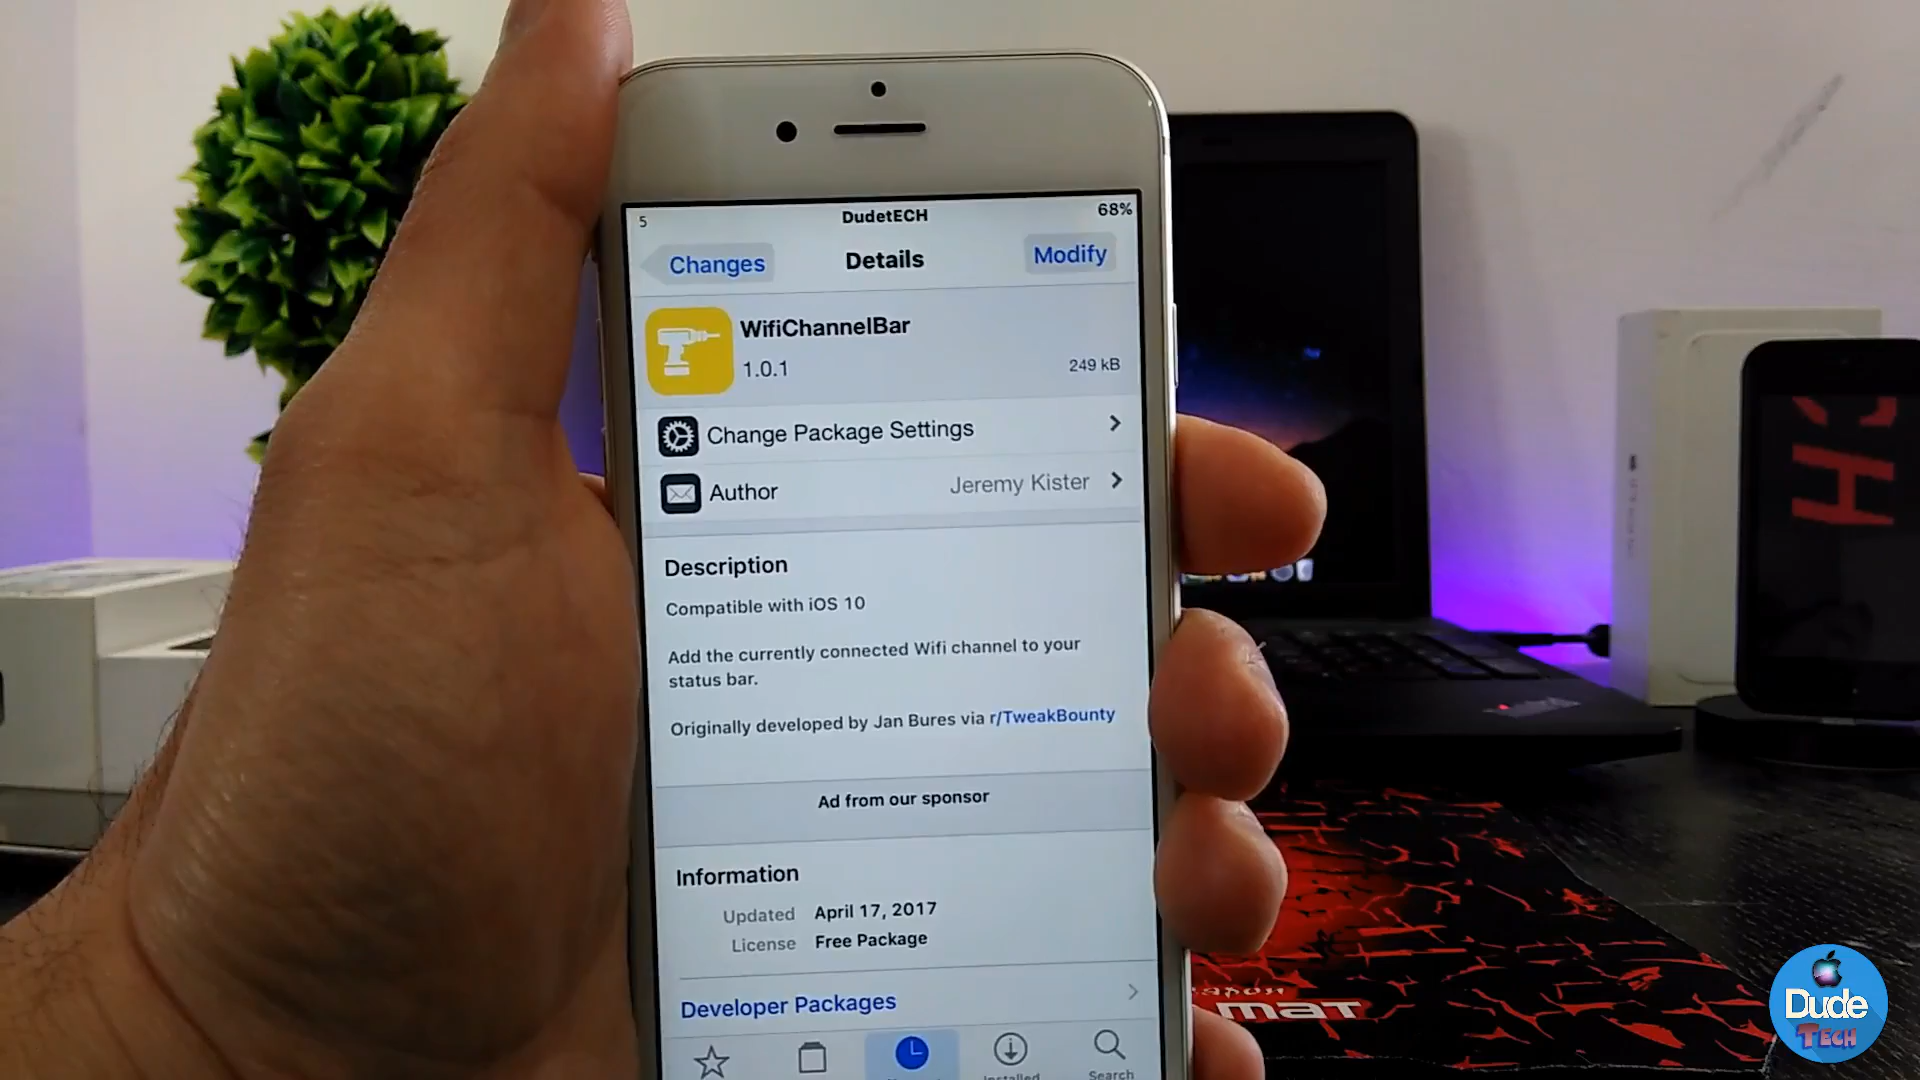 5 DudetECH 68%
Changes Details Modify
WifiChannelBar
1.0.1 249 kB
Change Package Settings
Author Jeremy Kister
Description
Compatible with iOS 10
Add the currently connected Wifi channel to your
status bar.
Originally developed by Jan Bures via r/TweakBounty
Ad from our sponsor
Information
Updated April 17, 2017
License Free Package
Developer Packages
Installed Search
MAT
Dude
TECH